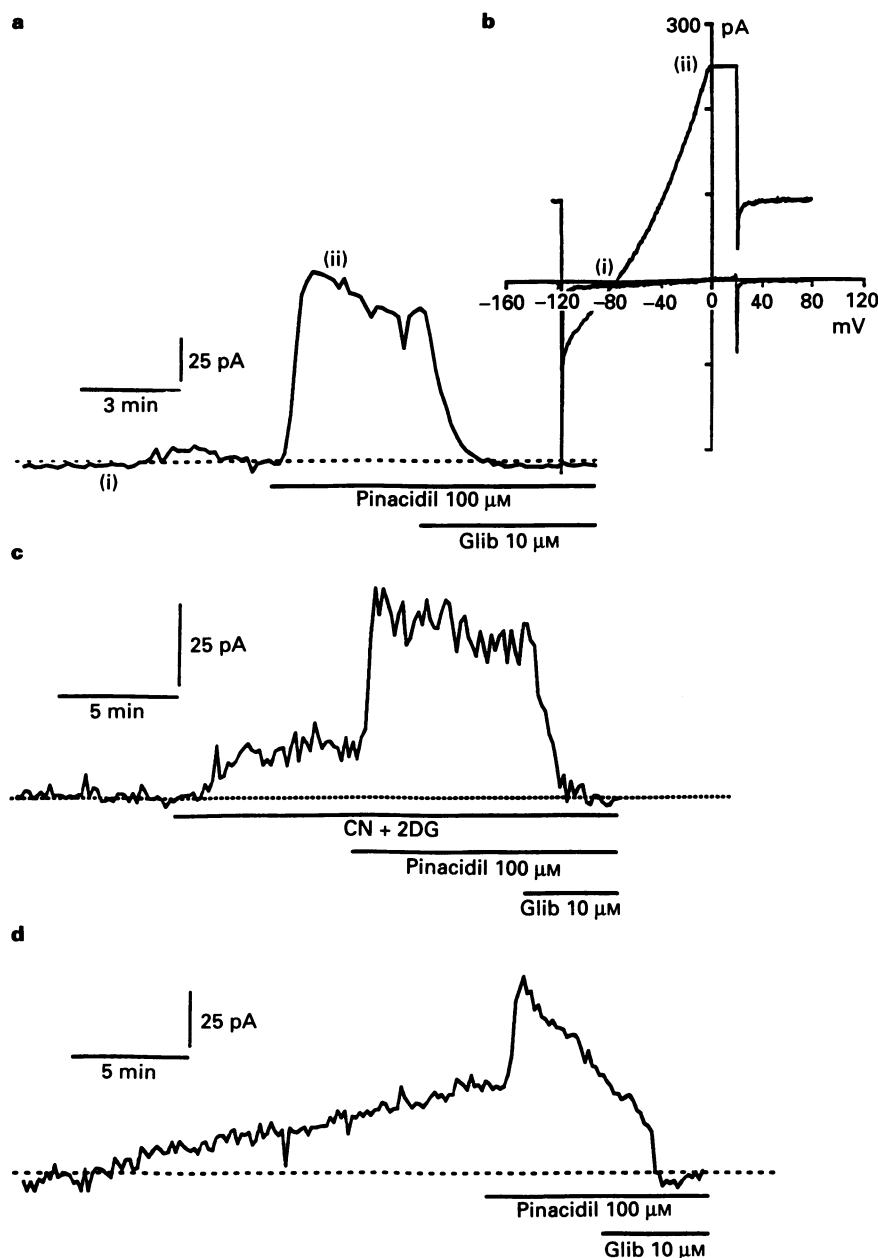 a
(ii)
25 pA
3 min
(i)
Pinacidil 100 μM
Glib 10 μM
b
300 pA
(ii)
(i)
−160 −120 −80 −40 0 40 80 120
mV
c
25 pA
5 min
CN + 2DG
Pinacidil 100 μM
Glib 10 μM
d
25 pA
5 min
Pinacidil 100 μM
Glib 10 μM